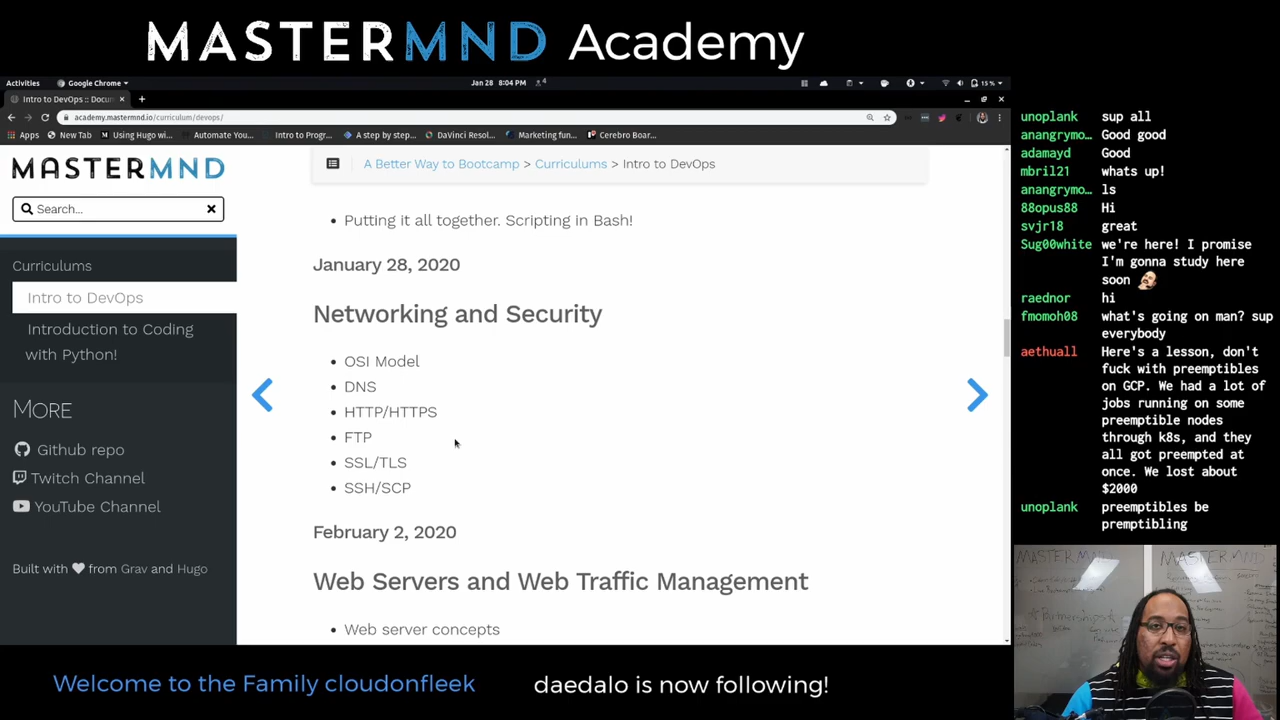 MASTERMND Academy
Activities
Google Chrome
Jan 28 8:04 PM
4
15 %
Intro to DevOps :: Docu
academy.mastermnd.io/curriculum/devops/
Apps
New Tab
Using Hugo wi...
Automate You...
Intro to Progr...
A step by step...
DaVinci Resol...
Marketing fun...
Cerebro Boar...
MASTERMND
Search...
Curriculums
Intro to DevOps
Introduction to Coding
with Python!
MORE
Github repo
Twitch Channel
YouTube Channel
Built with from Grav and Hugo
A Better Way to Bootcamp > Curriculums > Intro to DevOps
Putting it all together. Scripting in Bash!
January 28, 2020
Networking and Security
OSI Model
DNS
HTTP/HTTPS
FTP
SSL/TLS
SSH/SCP
February 2, 2020
Web Servers and Web Traffic Management
Web server concepts
unoplank sup all
anangrymo… Good good
adamayd Good
mbril21 whats up!
anangrymo… ls
88opus88 Hi
svjr18 great
Sug00white we're here! I promise
I'm gonna study here
soon
raednor hi
fmomoh08 what's going on man? sup
everybody
aethuall Here's a lesson, don't
fuck with preemptibles
on GCP. We had a lot of
jobs running on some
preemptible nodes
through k8s, and they
all got preempted at
once. We lost about
$2000
unoplank preemptibles be
premptibling
MASTERMND
Welcome to the Family cloudonfleek
daedalo is now following!